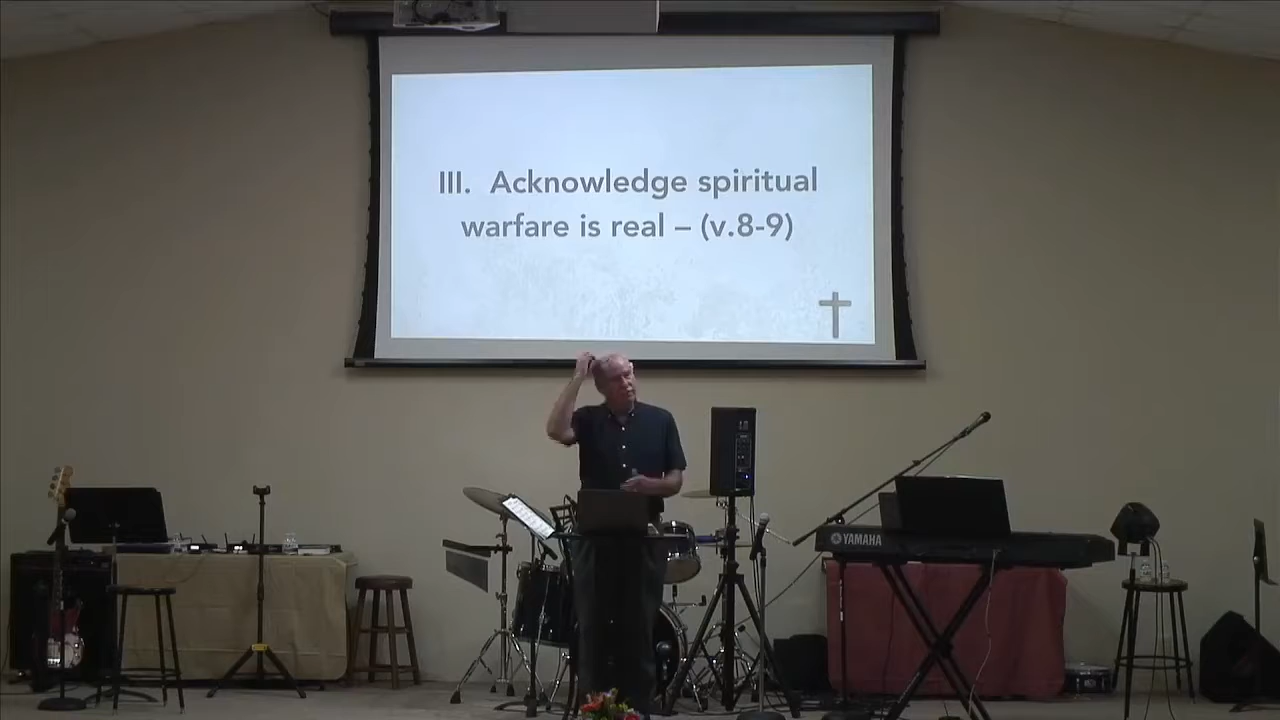 III. Acknowledge spiritual
warfare is real – (v.8-9)
YAMAHA